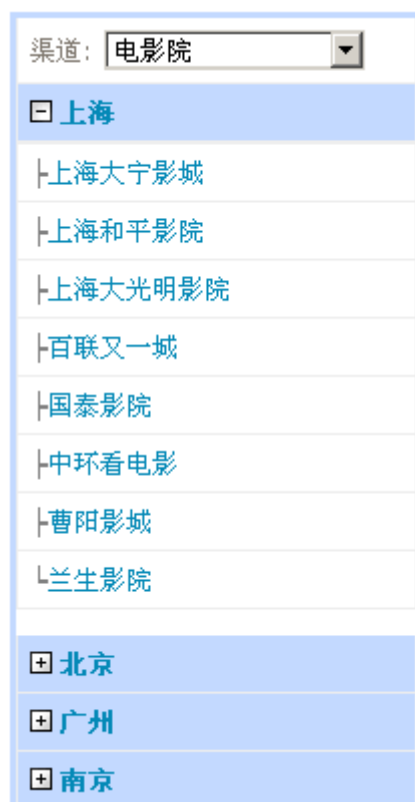 渠道: 电影院
上海
上海大宁影城
上海和平影院
上海大光明影院
百联又一城
国泰影院
中环看电影
曹阳影城
兰生影院
北京
广州
南京